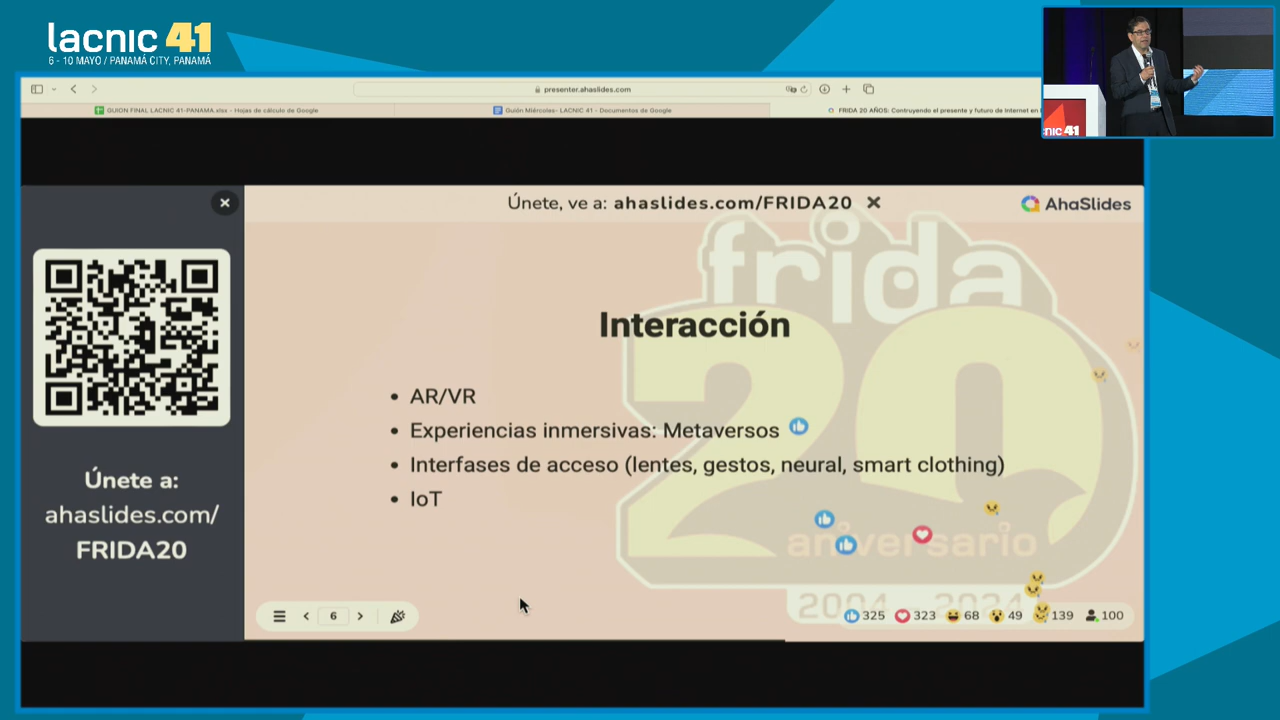 lacnic 41
6 - 10 MAYO / PANAMÁ CITY, PANAMÁ
presenter.ahaslides.com
GUION FINAL LACNIC 41-PANAMA.xlsx - Hojas de cálculo de Google
Guión Miércoles- LACNIC 41 - Documentos de Google
FRIDA 20 AÑOS: Contruyendo el presente y futuro de Internet en
nic 41
Únete, ve a: ahaslides.com/FRIDA20
AhaSlides
frida
20
aniversario
2004 - 2024
Interacción
• AR/VR
• Experiencias inmersivas: Metaversos
• Interfases de acceso (lentes, gestos, neural, smart clothing)
• IoT
Únete a:
ahaslides.com/
FRIDA20
6
325 323 68 49 139 100